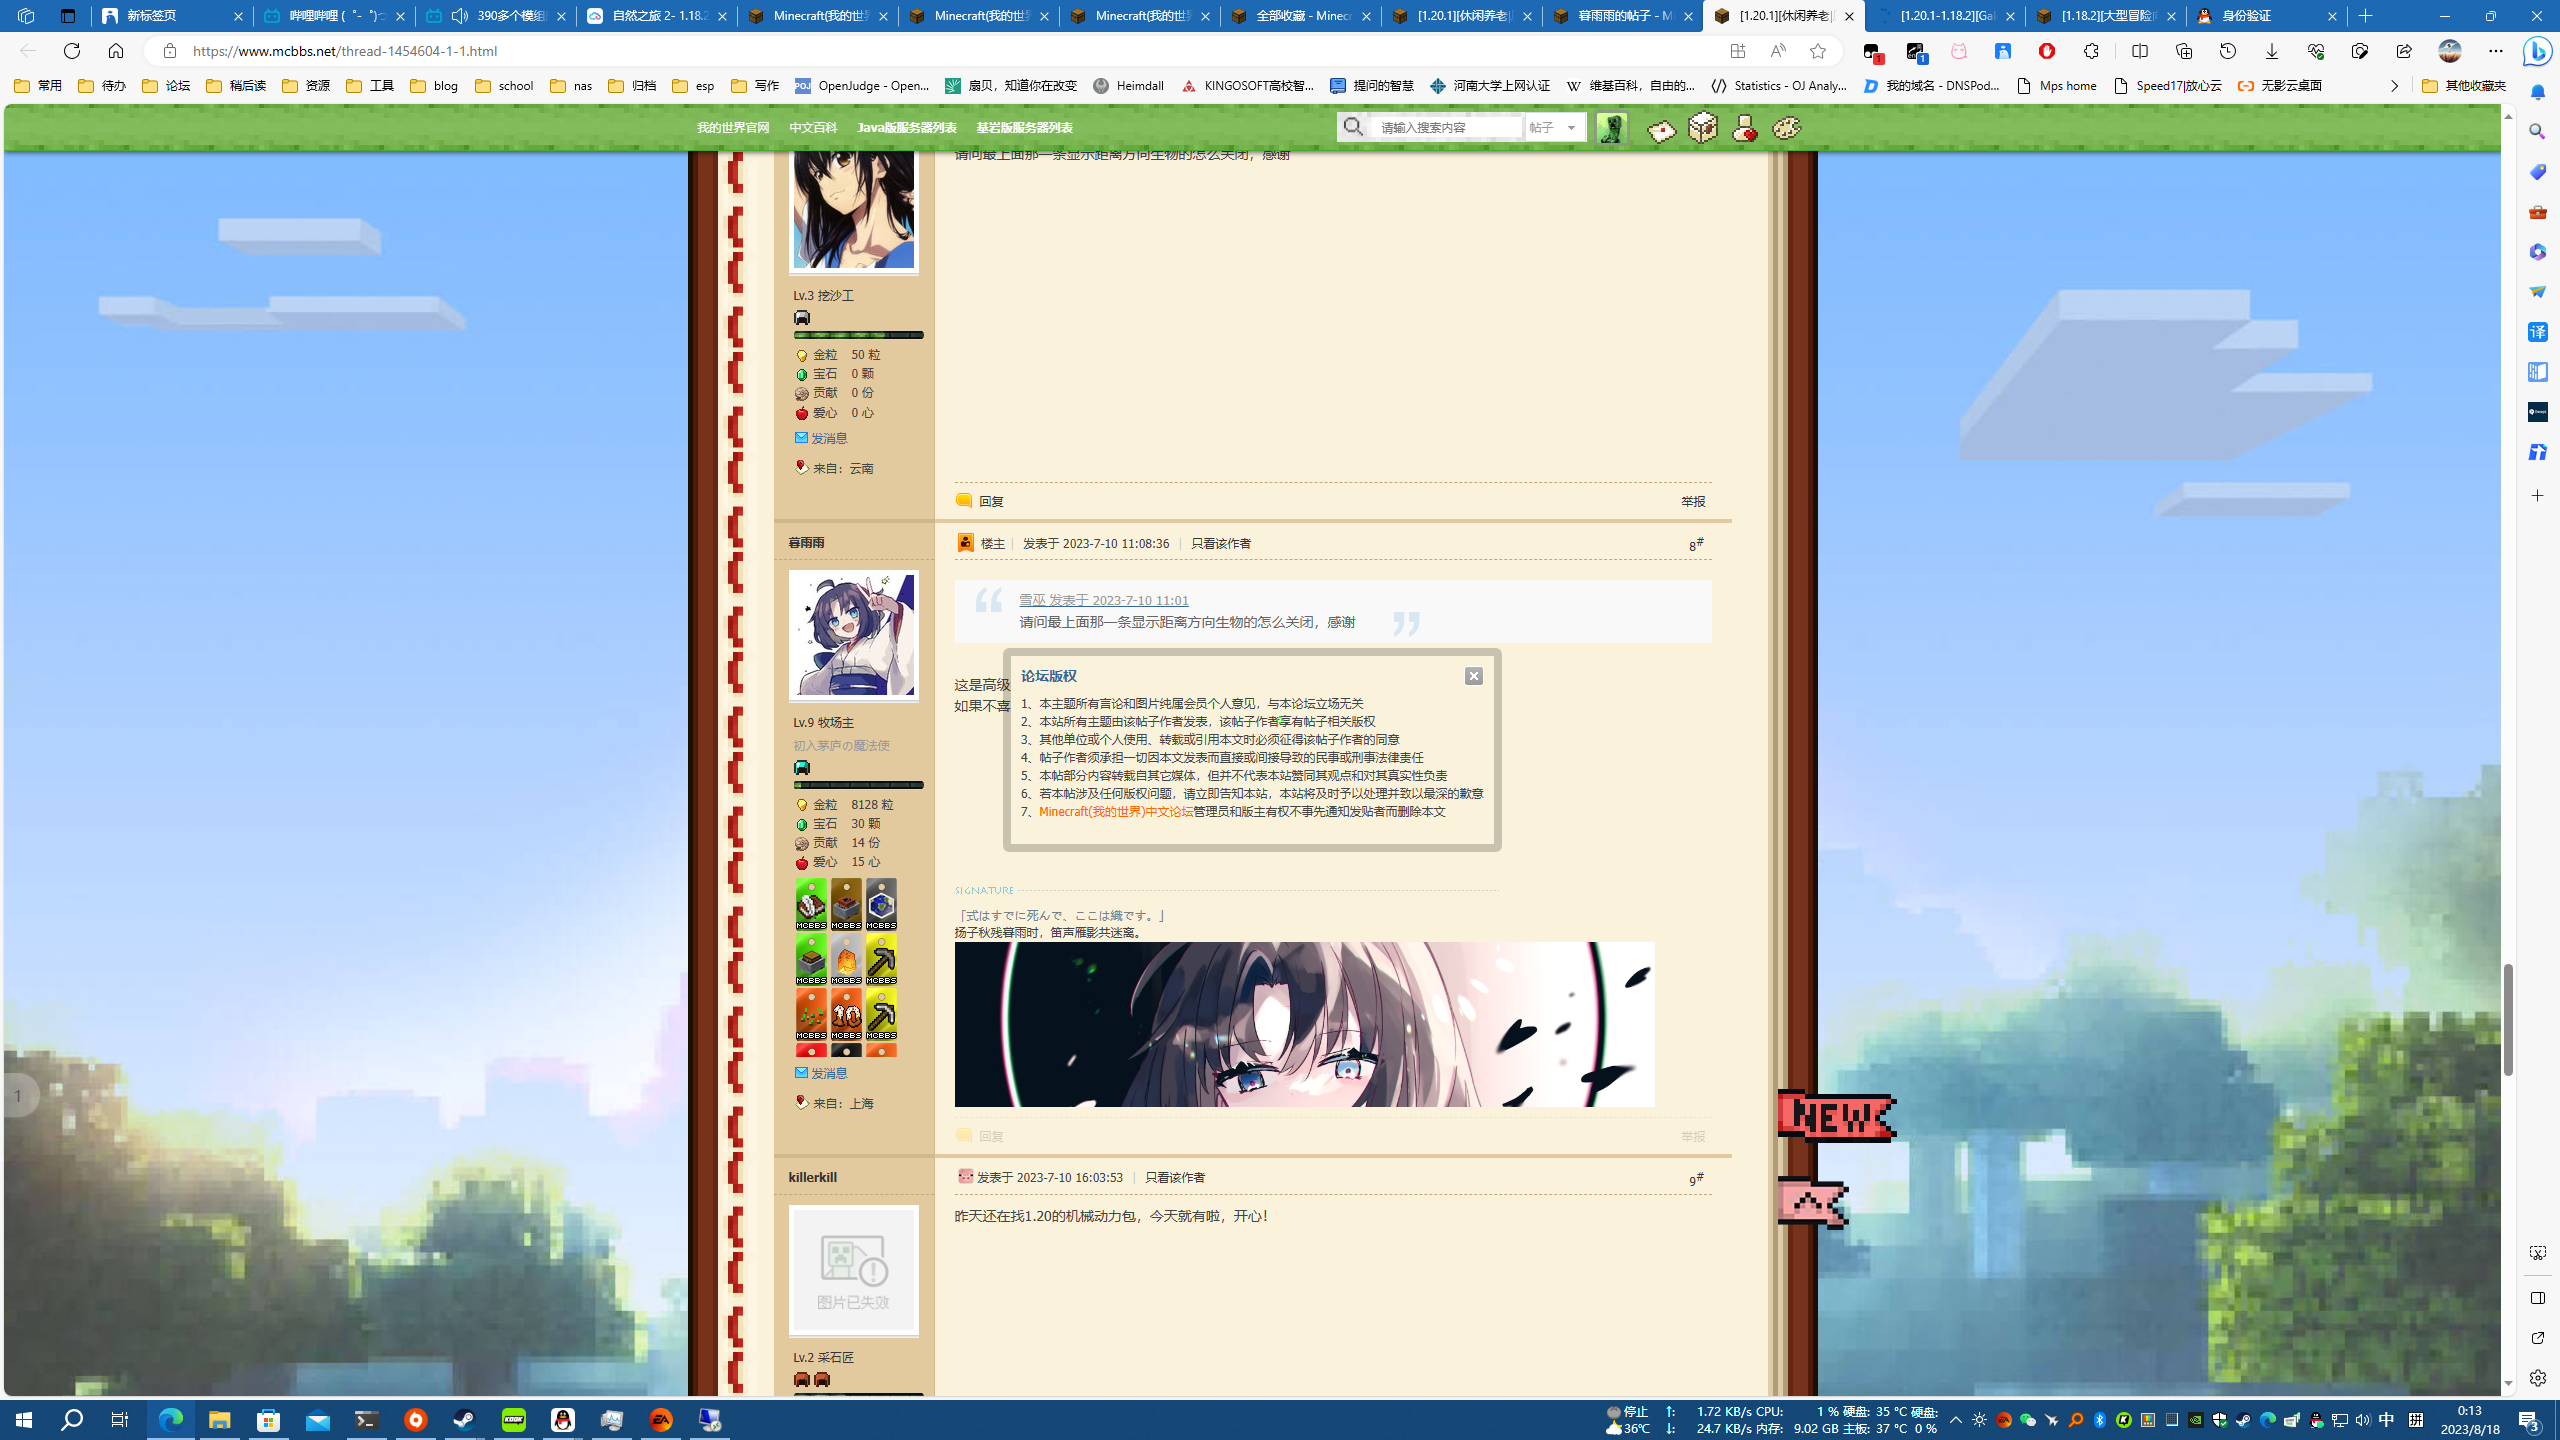 新标签页
哔哩哔哩 (゜-゜)つ
390多个模组
自然之旅 2- 1.18.2
Minecraft(我的世界
Minecraft(我的世界
Minecraft(我的世界
全部收藏 - Minecr
[1.20.1][休闲养老|
暮雨雨的帖子 - Mi
[1.20.1][休闲养老|
[1.20.1-1.18.2][Gal
[1.18.2][大型冒险
身份验证
https://www.mcbbs.net/thread-1454604-1-1.html
常用
待办
论坛
稍后读
资源
工具
blog
school
nas
归档
esp
写作
OpenJudge - Open...
扇贝，知道你在改变
Heimdall
KINGOSOFT高校智...
提问的智慧
河南大学上网认证
维基百科，自由的...
Statistics - OJ Analy...
我的域名 - DNSPod...
Mps home
Speed17|放心云
无影云桌面
其他收藏夹
我的世界官网
中文百科
Java版服务器列表
基岩版服务器列表
请输入搜索内容
帖子
请问最上面那一条显示距离方向生物的怎么关闭，感谢
Lv.3 挖沙工
金粒 50 粒
宝石 0 颗
贡献 0 份
爱心 0 心
发消息
来自：云南
回复
举报
暮雨雨
楼主
发表于 2023-7-10 11:08:36
只看该作者
8#
雪巫 发表于 2023-7-10 11:01
请问最上面那一条显示距离方向生物的怎么关闭，感谢
这是高级
如果不喜
论坛版权
1、本主题所有言论和图片纯属会员个人意见，与本论坛立场无关
2、本站所有主题由该帖子作者发表，该帖子作者享有帖子相关版权
3、其他单位或个人使用、转载或引用本文时必须征得该帖子作者的同意
4、帖子作者须承担一切因本文发表而直接或间接导致的民事或刑事法律责任
5、本帖部分内容转载自其它媒体，但并不代表本站赞同其观点和对其真实性负责
6、若本帖涉及任何版权问题，请立即告知本站，本站将及时予以处理并致以最深的歉意
7、Minecraft(我的世界)中文论坛管理员和版主有权不事先通知发贴者而删除本文
Lv.9 牧场主
初入茅庐の魔法使
金粒 8128 粒
宝石 30 颗
贡献 14 份
爱心 15 心
MCBBS MCBBS MCBBS
MCBBS MCBBS MCBBS
MCBBS MCBBS MCBBS
发消息
来自：上海
SIGNATURE
「式はすでに死んで、ここは織です。」
扬子秋残暮雨时，笛声雁影共迷离。
回复
举报
NEW
1
killerkill
发表于 2023-7-10 16:03:53
只看该作者
9#
昨天还在找1.20的机械动力包，今天就有啦，开心！
图片已失效
Lv.2 采石匠
停止
↑: 1.72 KB/s CPU: 1 % 硬盘: 35 °C 硬盘:
36℃
↓: 24.7 KB/s 内存: 9.02 GB 主板: 37 °C 0 %
中
拼
0:13
2023/8/18
3